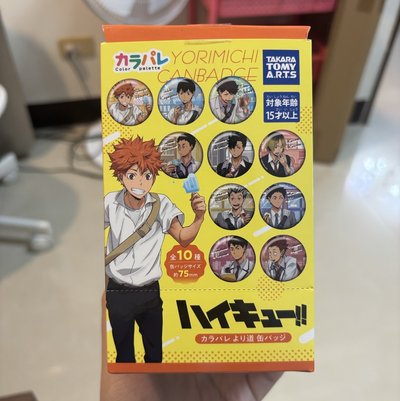 カラパレ
Color palette
YORIMICHI
CANBADGE
TAKARA
TOMY
A.R.T.S
対象年齢
15才以上
全10種
缶バッジサイズ
約75mm
ハイキュー!!
カラパレ より道 缶バッジ